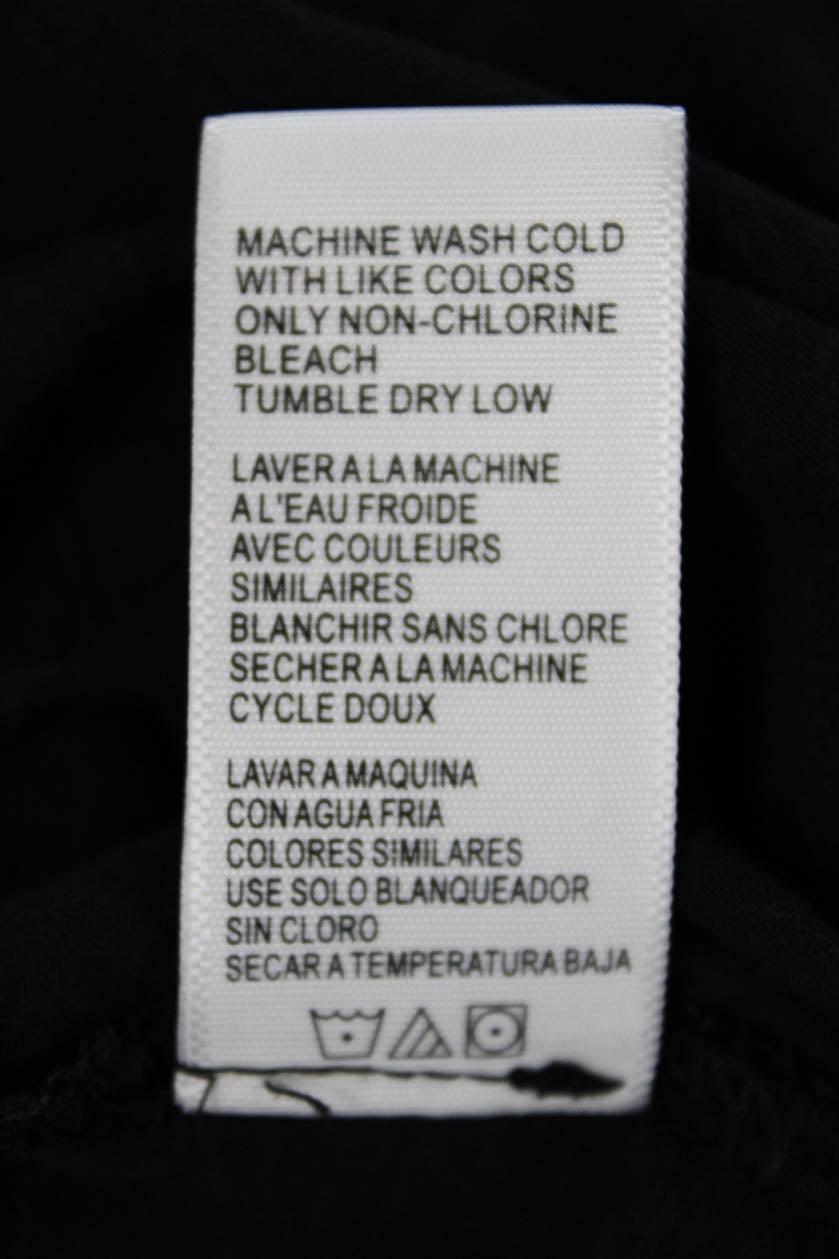 MACHINE WASH COLD
WITH LIKE COLORS
ONLY NON-CHLORINE
BLEACH
TUMBLE DRY LOW
LAVER A LA MACHINE
A L'EAU FROIDE
AVEC COULEURS
SIMILAIRES
BLANCHIR SANS CHLORE
SECHER A LA MACHINE
CYCLE DOUX
LAVAR A MAQUINA
CON AGUA FRIA
COLORES SIMILARES
USE SOLO BLANQUEADOR
SIN CLORO
SECAR A TEMPERATURA BAJA